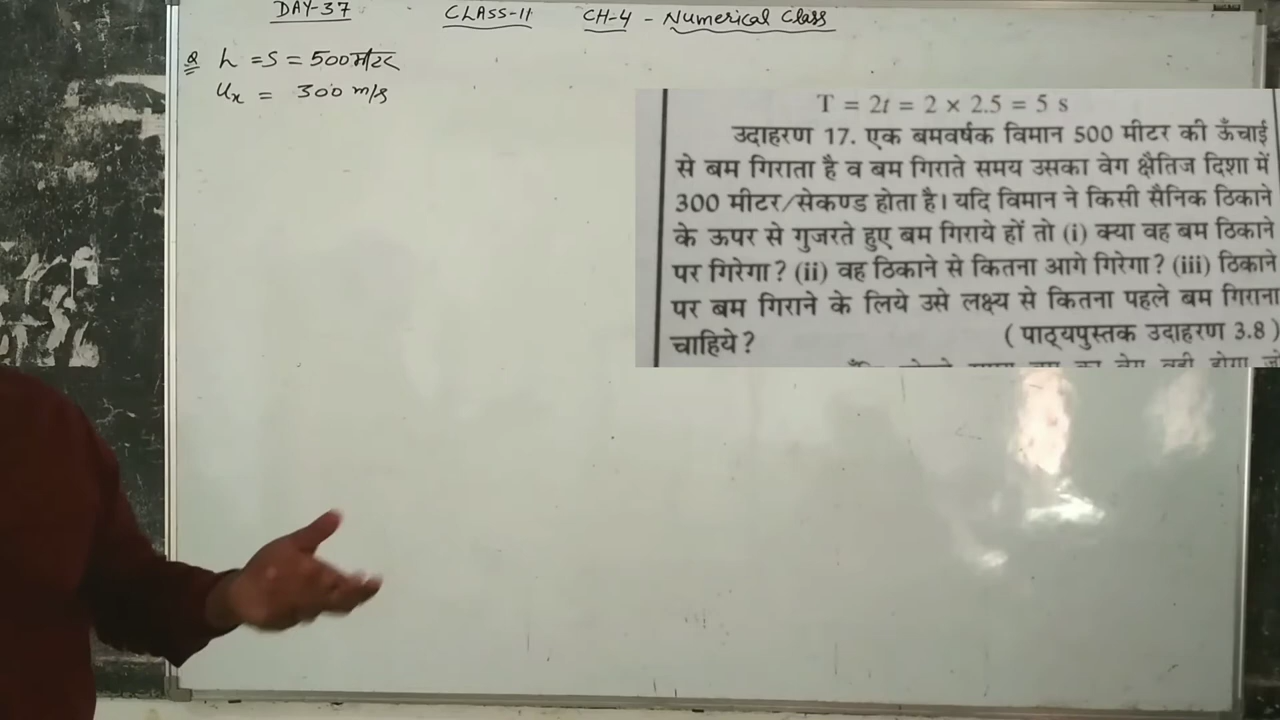 DAY-37 CLASS-11 CH-4 - Numerical Class
Q h = S = 500 मीटर
Ux = 300 m/s
T = 2t = 2 × 2.5 = 5 s
उदाहरण 17. एक बमवर्षक विमान 500 मीटर की ऊँचाई
से बम गिराता है व बम गिराते समय उसका वेग क्षैतिज दिशा में
300 मीटर/सेकण्ड होता है। यदि विमान ने किसी सैनिक ठिकाने
के ऊपर से गुजरते हुए बम गिराये हों तो (i) क्या वह बम ठिकाने
पर गिरेगा? (ii) वह ठिकाने से कितना आगे गिरेगा? (iii) ठिकाने
पर बम गिराने के लिये उसे लक्ष्य से कितना पहले बम गिराना
चाहिये? ( पाठ्यपुस्तक उदाहरण 3.8 )